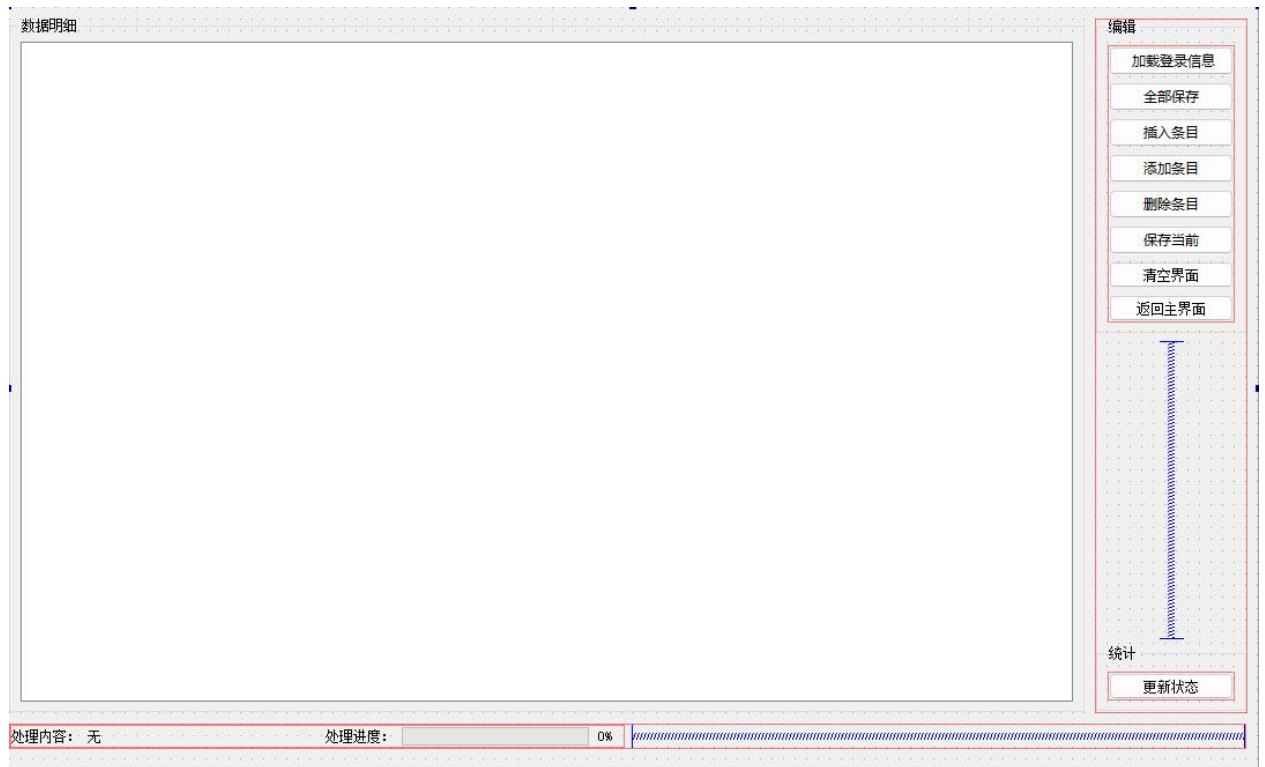 数据明细
编辑
加载登录信息
全部保存
插入条目
添加条目
删除条目
保存当前
清空界面
返回主界面
统计
更新状态
处理内容: 无 处理进度: 0%